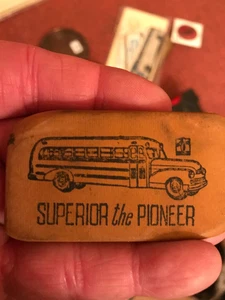 SUPERIOR the PIONEER